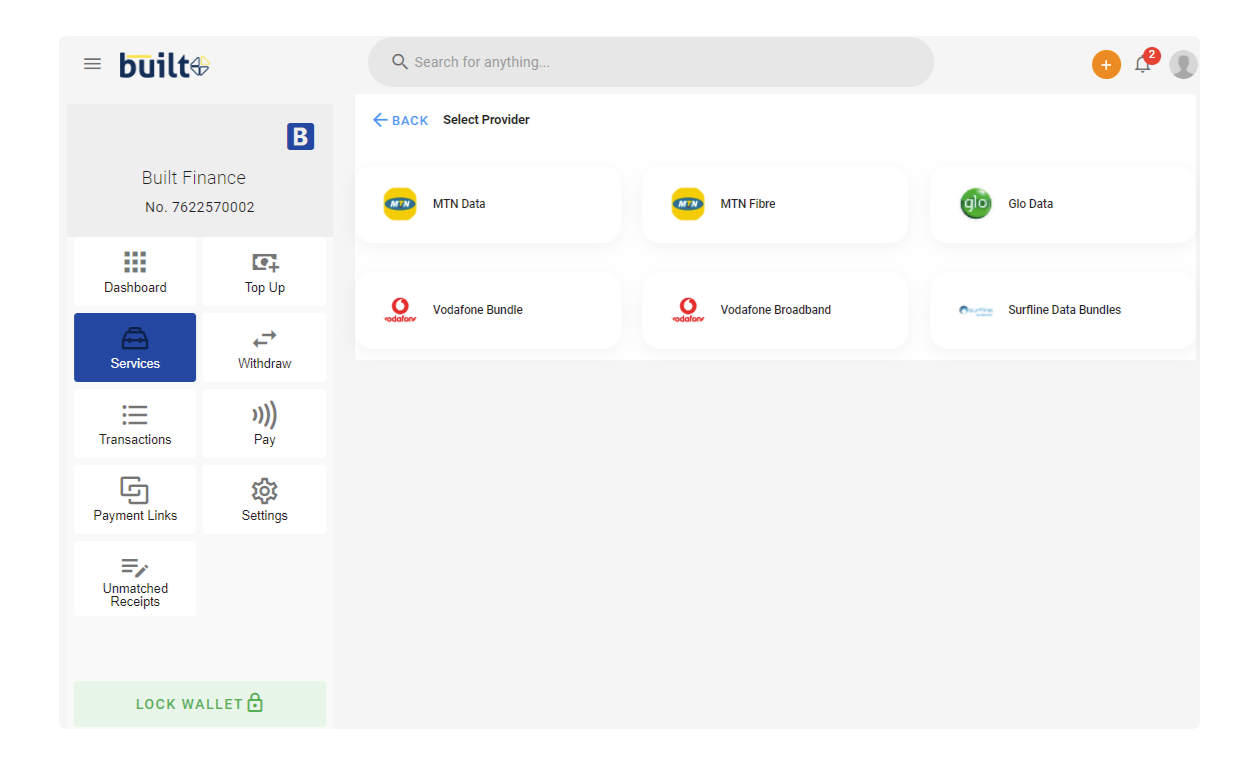 built
Search for anything...
+
2
B
Built Finance
No. 7622570002
Dashboard
Top Up
Services
Withdraw
Transactions
Pay
Payment Links
Settings
Unmatched
Receipts
LOCK WALLET
BACK Select Provider
MTN MTN Data
MTN MTN Fibre
glo Glo Data
vodafone Vodafone Bundle
vodafone Vodafone Broadband
surfline Surfline Data Bundles